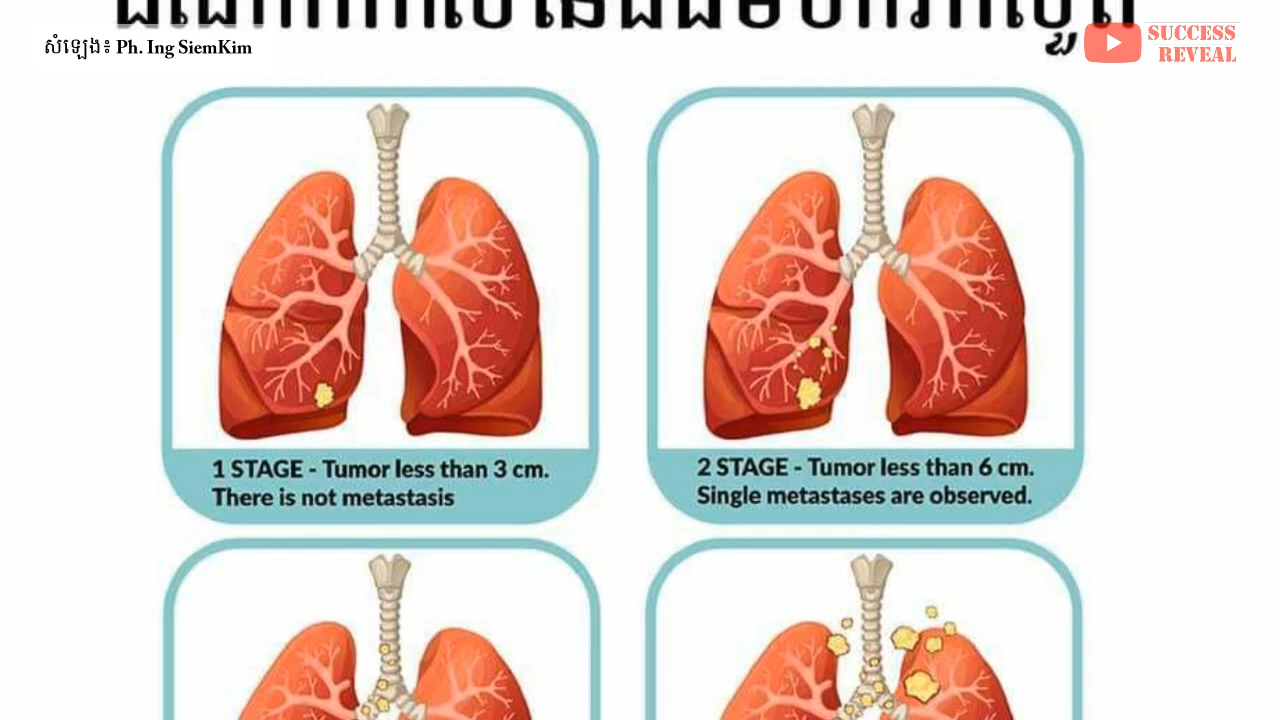 សំឡេង៖ Ph. Ing SiemKim
SUCCESS
REVEAL
1 STAGE - Tumor less than 3 cm.
There is not metastasis
2 STAGE - Tumor less than 6 cm.
Single metastases are observed.